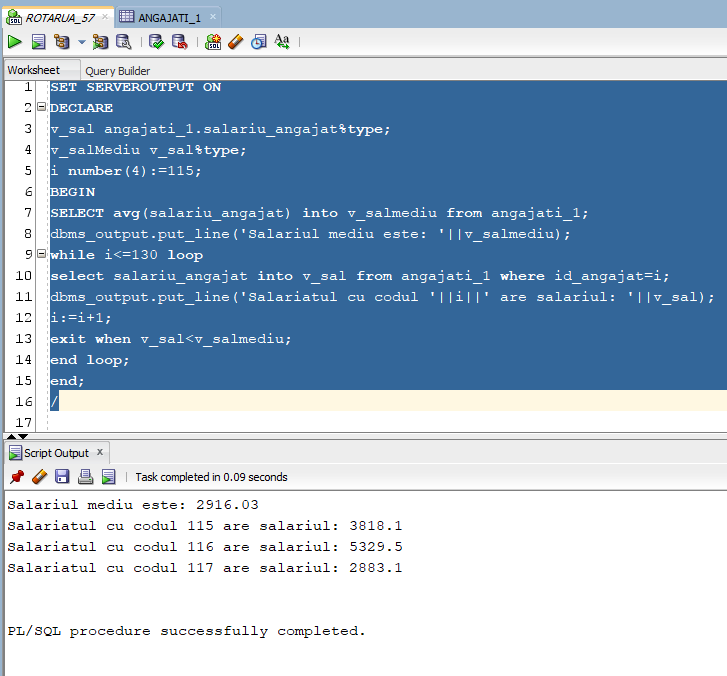 ROTARUA_57 ANGAJATI_1
Worksheet Query Builder
1 SET SERVEROUTPUT ON
2 DECLARE
3 v_sal angajati_1.salariu_angajat%type;
4 v_salMediu v_sal%type;
5 i number(4):=115;
6 BEGIN
7 SELECT avg(salariu_angajat) into v_salmediu from angajati_1;
8 dbms_output.put_line('Salariul mediu este: '||v_salmediu);
9 while i<=130 loop
10 select salariu_angajat into v_sal from angajati_1 where id_angajat=i;
11 dbms_output.put_line('Salariatul cu codul '||i||' are salariul: '||v_sal);
12 i:=i+1;
13 exit when v_sal<v_salmediu;
14 end loop;
15 end;
16 /
17
Script Output x
Task completed in 0.09 seconds
Salariul mediu este: 2916.03
Salariatul cu codul 115 are salariul: 3818.1
Salariatul cu codul 116 are salariul: 5329.5
Salariatul cu codul 117 are salariul: 2883.1
PL/SQL procedure successfully completed.